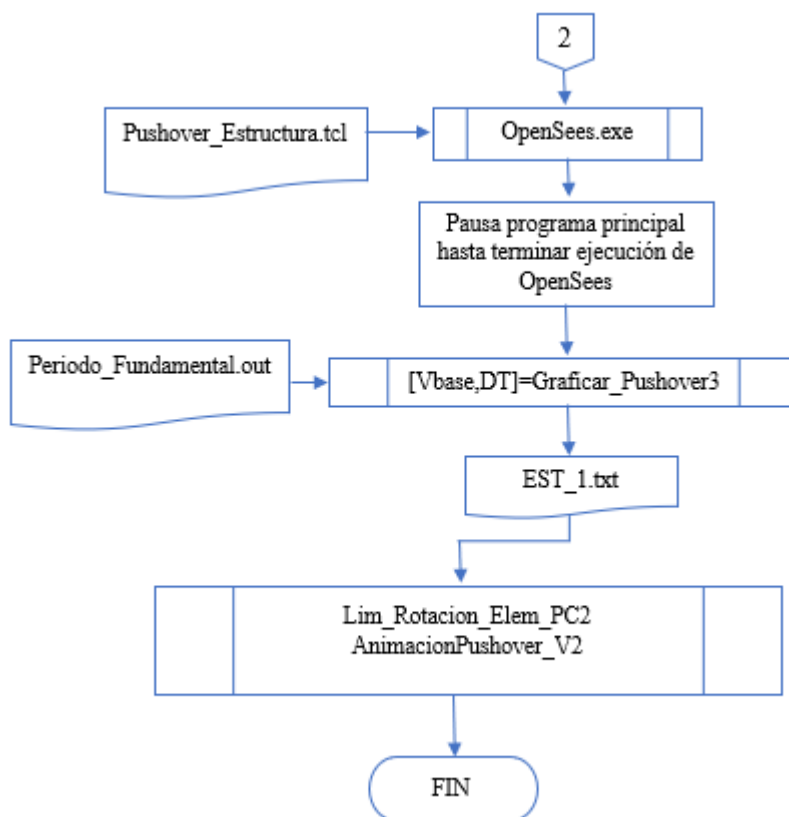 2
Pushover_Estructura.tcl
OpenSees.exe
Pausa programa principal
hasta terminar ejecución de
OpenSees
Periodo_Fundamental.out
[Vbase,DT]=Graficar_Pushover3
EST_1.txt
Lim_Rotacion_Elem_PC2
AnimacionPushover_V2
FIN